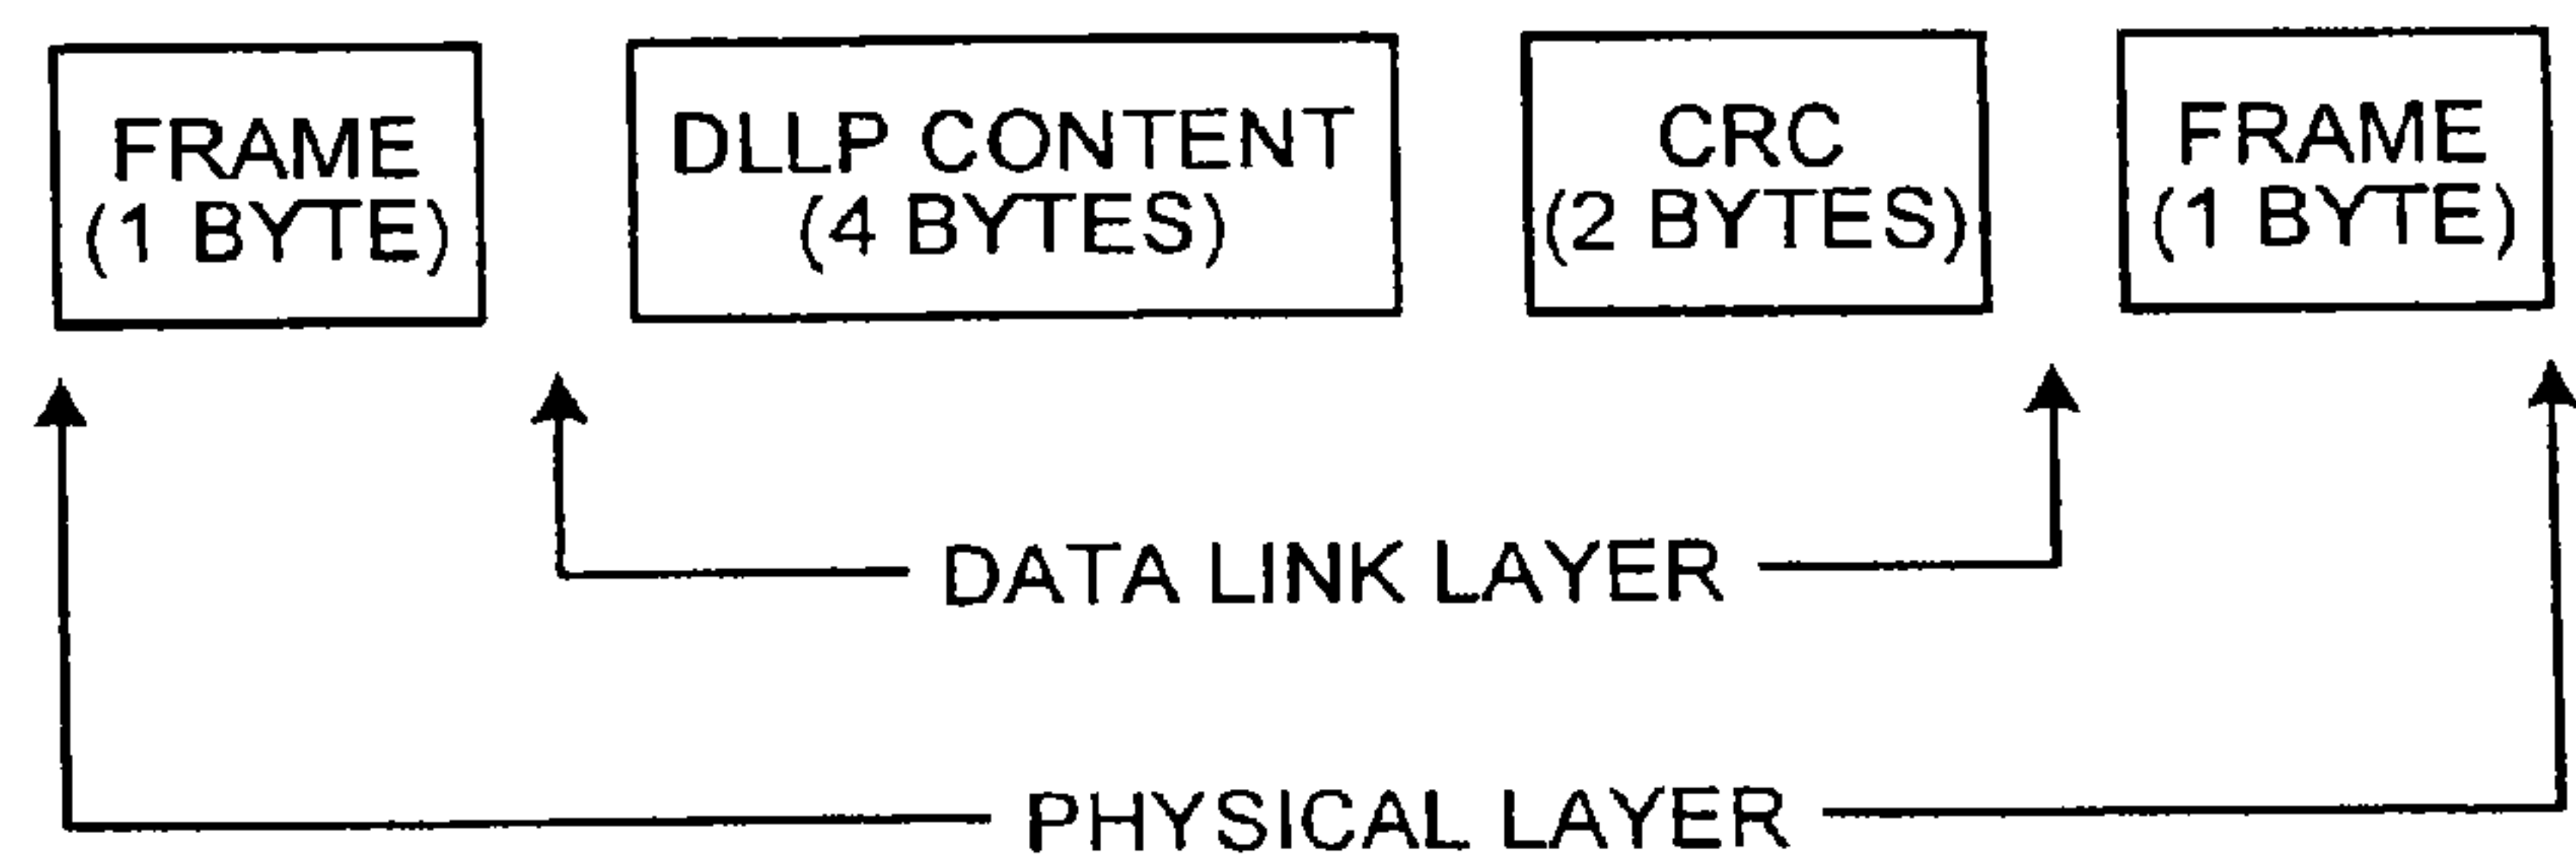 FRAME
(1 BYTE)
DLLP CONTENT
(4 BYTES)
CRC
(2 BYTES)
FRAME
(1 BYTE)
DATA LINK LAYER
PHYSICAL LAYER